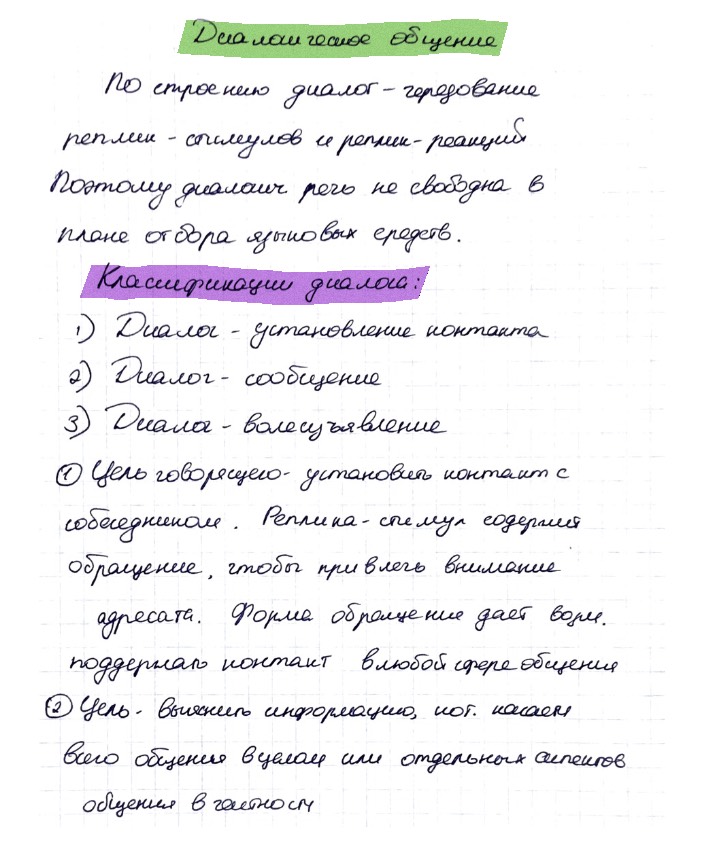 Диалогическое общение
По строению диалог - чередование
реплик - стимулов и реплик - реакций
Поэтому диалогич речь не свободна в
плане отбора языковых средств.
Классификации диалога:
1) Диалог - установление контакта
2) Диалог - сообщение
3) Диалог - волеизъявление
① Цель говорящего - установить контакт с
собеседником. Реплика - стимул содержит
обращение, чтобы привлечь внимание
адресата. Форма обращение дает возм.
поддержать контакт в любой сфере общения
② Цель - выяснить информацию, кот. касаем
всего общения в целом или отдельных аспектов
общения в частности